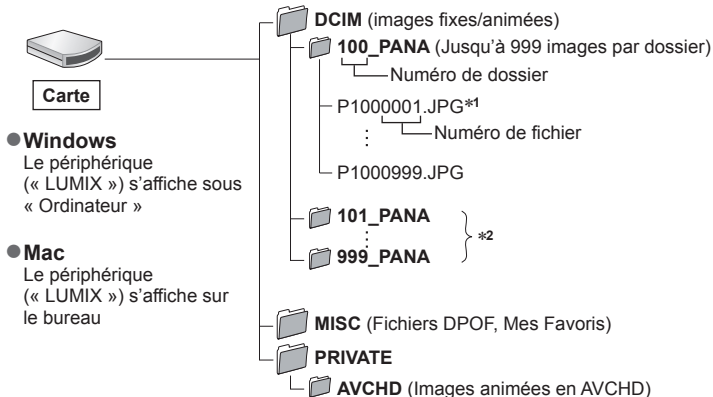 DCIM (images fixes/animées)
100_PANA (Jusqu'à 999 images par dossier)
Numéro de dossier
P1000001.JPG*1
Numéro de fichier
P1000999.JPG
101_PANA
*2
999_PANA
MISC (Fichiers DPOF, Mes Favoris)
PRIVATE
AVCHD (Images animées en AVCHD)
Carte
●Windows
Le périphérique
(« LUMIX ») s'affiche sous
« Ordinateur »
●Mac
Le périphérique
(« LUMIX ») s'affiche sur
le bureau